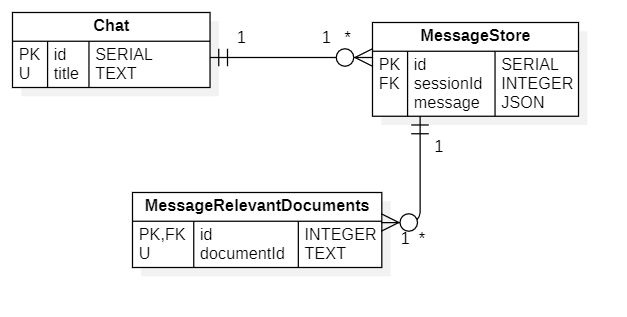 Chat
PK id SERIAL
U title TEXT
1
1 *
MessageStore
PK id SERIAL
FK sessionId INTEGER
message JSON
1
MessageRelevantDocuments
PK,FK id INTEGER
U documentId TEXT
1 *